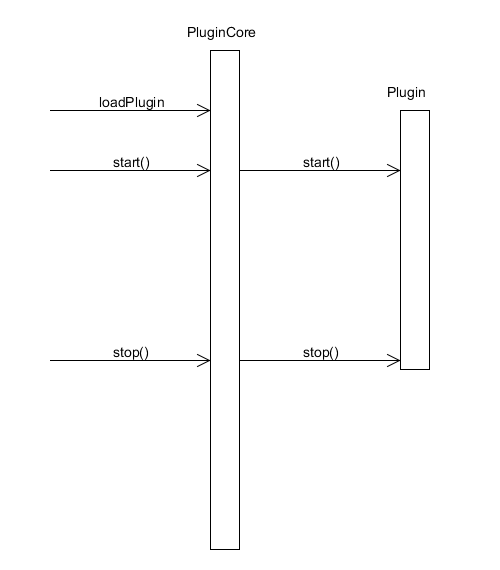 PluginCore
Plugin
loadPlugin
start()
start()
stop()
stop()